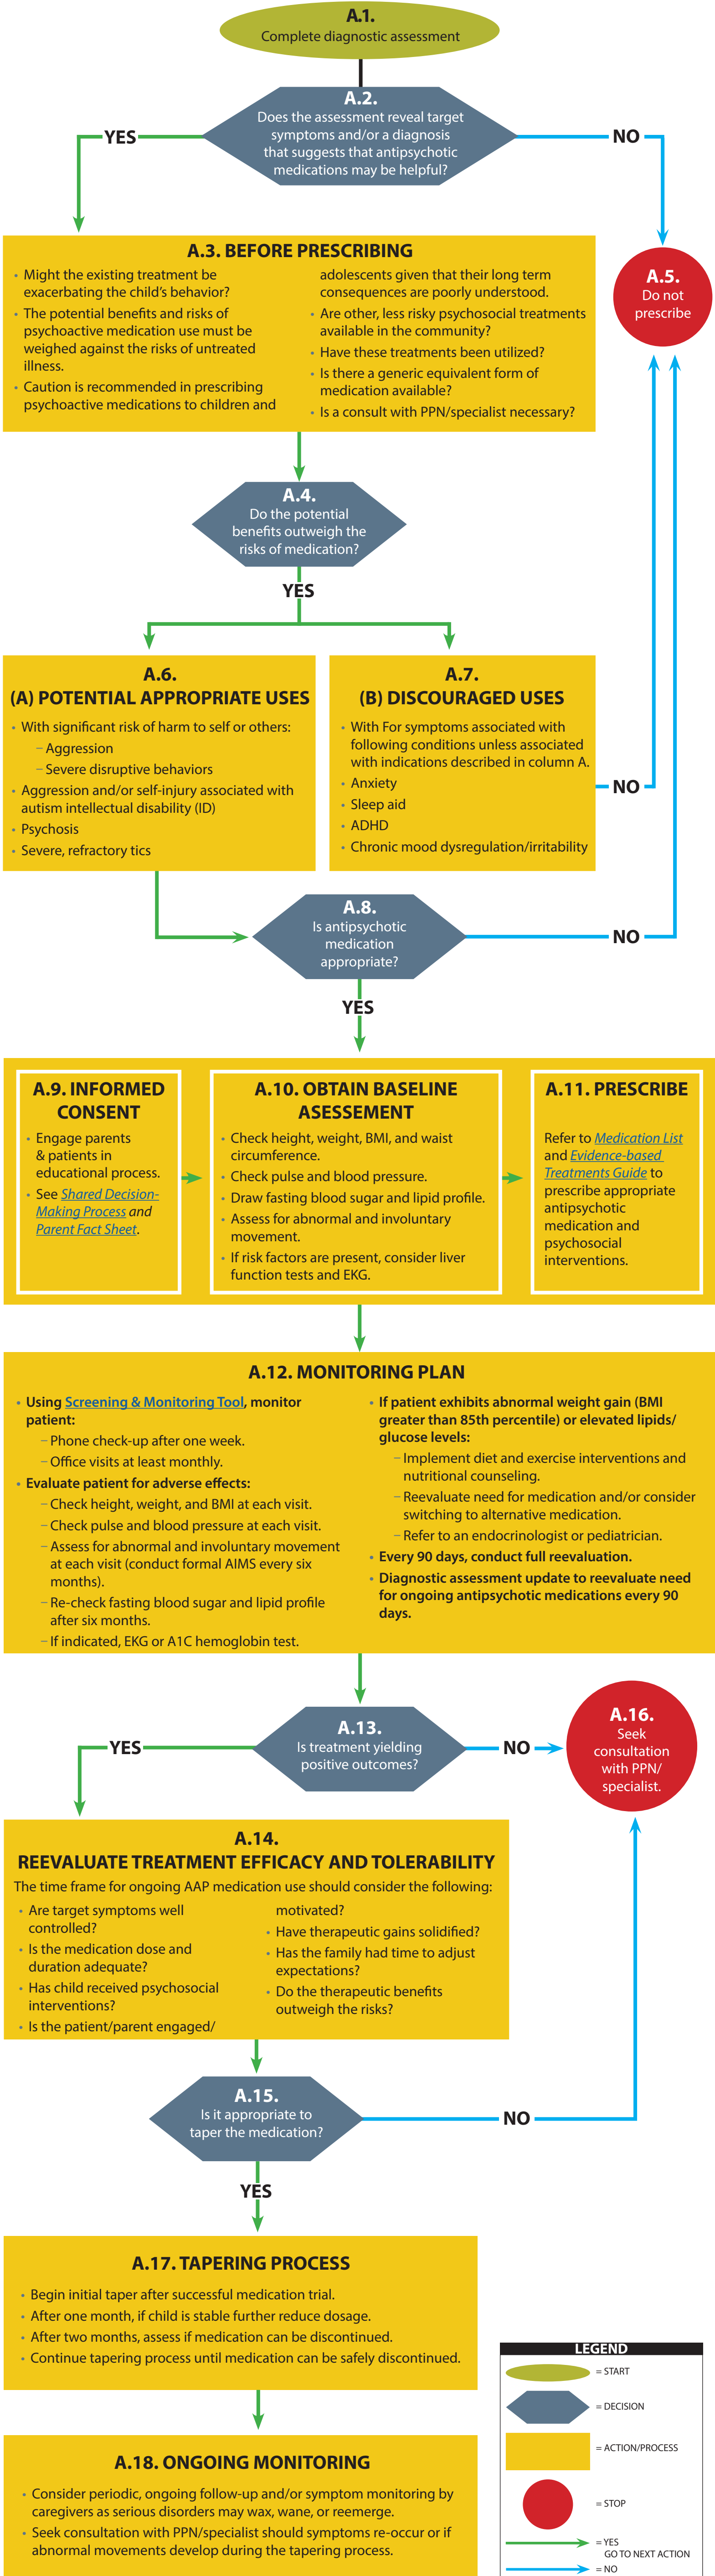 A.1.
Complete diagnostic assessment
A.2.
Does the assessment reveal target
symptoms and/or a diagnosis
that suggests that antipsychotic
medications may be helpful?
YES
NO
A.3. BEFORE PRESCRIBING
• Might the existing treatment be
exacerbating the child's behavior?
• The potential benefits and risks of
psychoactive medication use must be
weighed against the risks of untreated
illness.
• Caution is recommended in prescribing
psychoactive medications to children and
adolescents given that their long term
consequences are poorly understood.
• Are other, less risky psychosocial treatments
available in the community?
• Have these treatments been utilized?
• Is there a generic equivalent form of
medication available?
• Is a consult with PPN/specialist necessary?
A.5.
Do not
prescribe
A.4.
Do the potential
benefits outweigh the
risks of medication?
YES
A.6.
(A) POTENTIAL APPROPRIATE USES
• With significant risk of harm to self or others:
– Aggression
– Severe disruptive behaviors
• Aggression and/or self-injury associated with
autism intellectual disability (ID)
• Psychosis
• Severe, refractory tics
A.7.
(B) DISCOURAGED USES
• With For symptoms associated with
following conditions unless associated
with indications described in column A.
• Anxiety
• Sleep aid
• ADHD
• Chronic mood dysregulation/irritability
NO
A.8.
Is antipsychotic
medication
appropriate?
NO
YES
A.9. INFORMED
CONSENT
• Engage parents
& patients in
educational process.
• See Shared Decision-
Making Process and
Parent Fact Sheet.
A.10. OBTAIN BASELINE
ASESSEMENT
• Check height, weight, BMI, and waist
circumference.
• Check pulse and blood pressure.
• Draw fasting blood sugar and lipid profile.
• Assess for abnormal and involuntary
movement.
• If risk factors are present, consider liver
function tests and EKG.
A.11. PRESCRIBE
Refer to Medication List
and Evidence-based
Treatments Guide to
prescribe appropriate
antipsychotic
medication and
psychosocial
interventions.
A.12. MONITORING PLAN
• Using Screening & Monitoring Tool, monitor
patient:
– Phone check-up after one week.
– Office visits at least monthly.
• Evaluate patient for adverse effects:
– Check height, weight, and BMI at each visit.
– Check pulse and blood pressure at each visit.
– Assess for abnormal and involuntary movement
at each visit (conduct formal AIMS every six
months).
– Re-check fasting blood sugar and lipid profile
after six months.
– If indicated, EKG or A1C hemoglobin test.
• If patient exhibits abnormal weight gain (BMI
greater than 85th percentile) or elevated lipids/
glucose levels:
– Implement diet and exercise interventions and
nutritional counseling.
– Reevaluate need for medication and/or consider
switching to alternative medication.
– Refer to an endocrinologist or pediatrician.
• Every 90 days, conduct full reevaluation.
• Diagnostic assessment update to reevaluate need
for ongoing antipsychotic medications every 90
days.
A.13.
Is treatment yielding
positive outcomes?
YES
NO
A.16.
Seek
consultation
with PPN/
specialist.
A.14.
REEVALUATE TREATMENT EFFICACY AND TOLERABILITY
The time frame for ongoing AAP medication use should consider the following:
• Are target symptoms well
controlled?
• Is the medication dose and
duration adequate?
• Has child received psychosocial
interventions?
• Is the patient/parent engaged/
motivated?
• Have therapeutic gains solidified?
• Has the family had time to adjust
expectations?
• Do the therapeutic benefits
outweigh the risks?
A.15.
Is it appropriate to
taper the medication?
NO
YES
A.17. TAPERING PROCESS
• Begin initial taper after successful medication trial.
• After one month, if child is stable further reduce dosage.
• After two months, assess if medication can be discontinued.
• Continue tapering process until medication can be safely discontinued.
A.18. ONGOING MONITORING
• Consider periodic, ongoing follow-up and/or symptom monitoring by
caregivers as serious disorders may wax, wane, or reemerge.
• Seek consultation with PPN/specialist should symptoms re-occur or if
abnormal movements develop during the tapering process.
LEGEND
= START
= DECISION
= ACTION/PROCESS
= STOP
= YES
GO TO NEXT ACTION
= NO